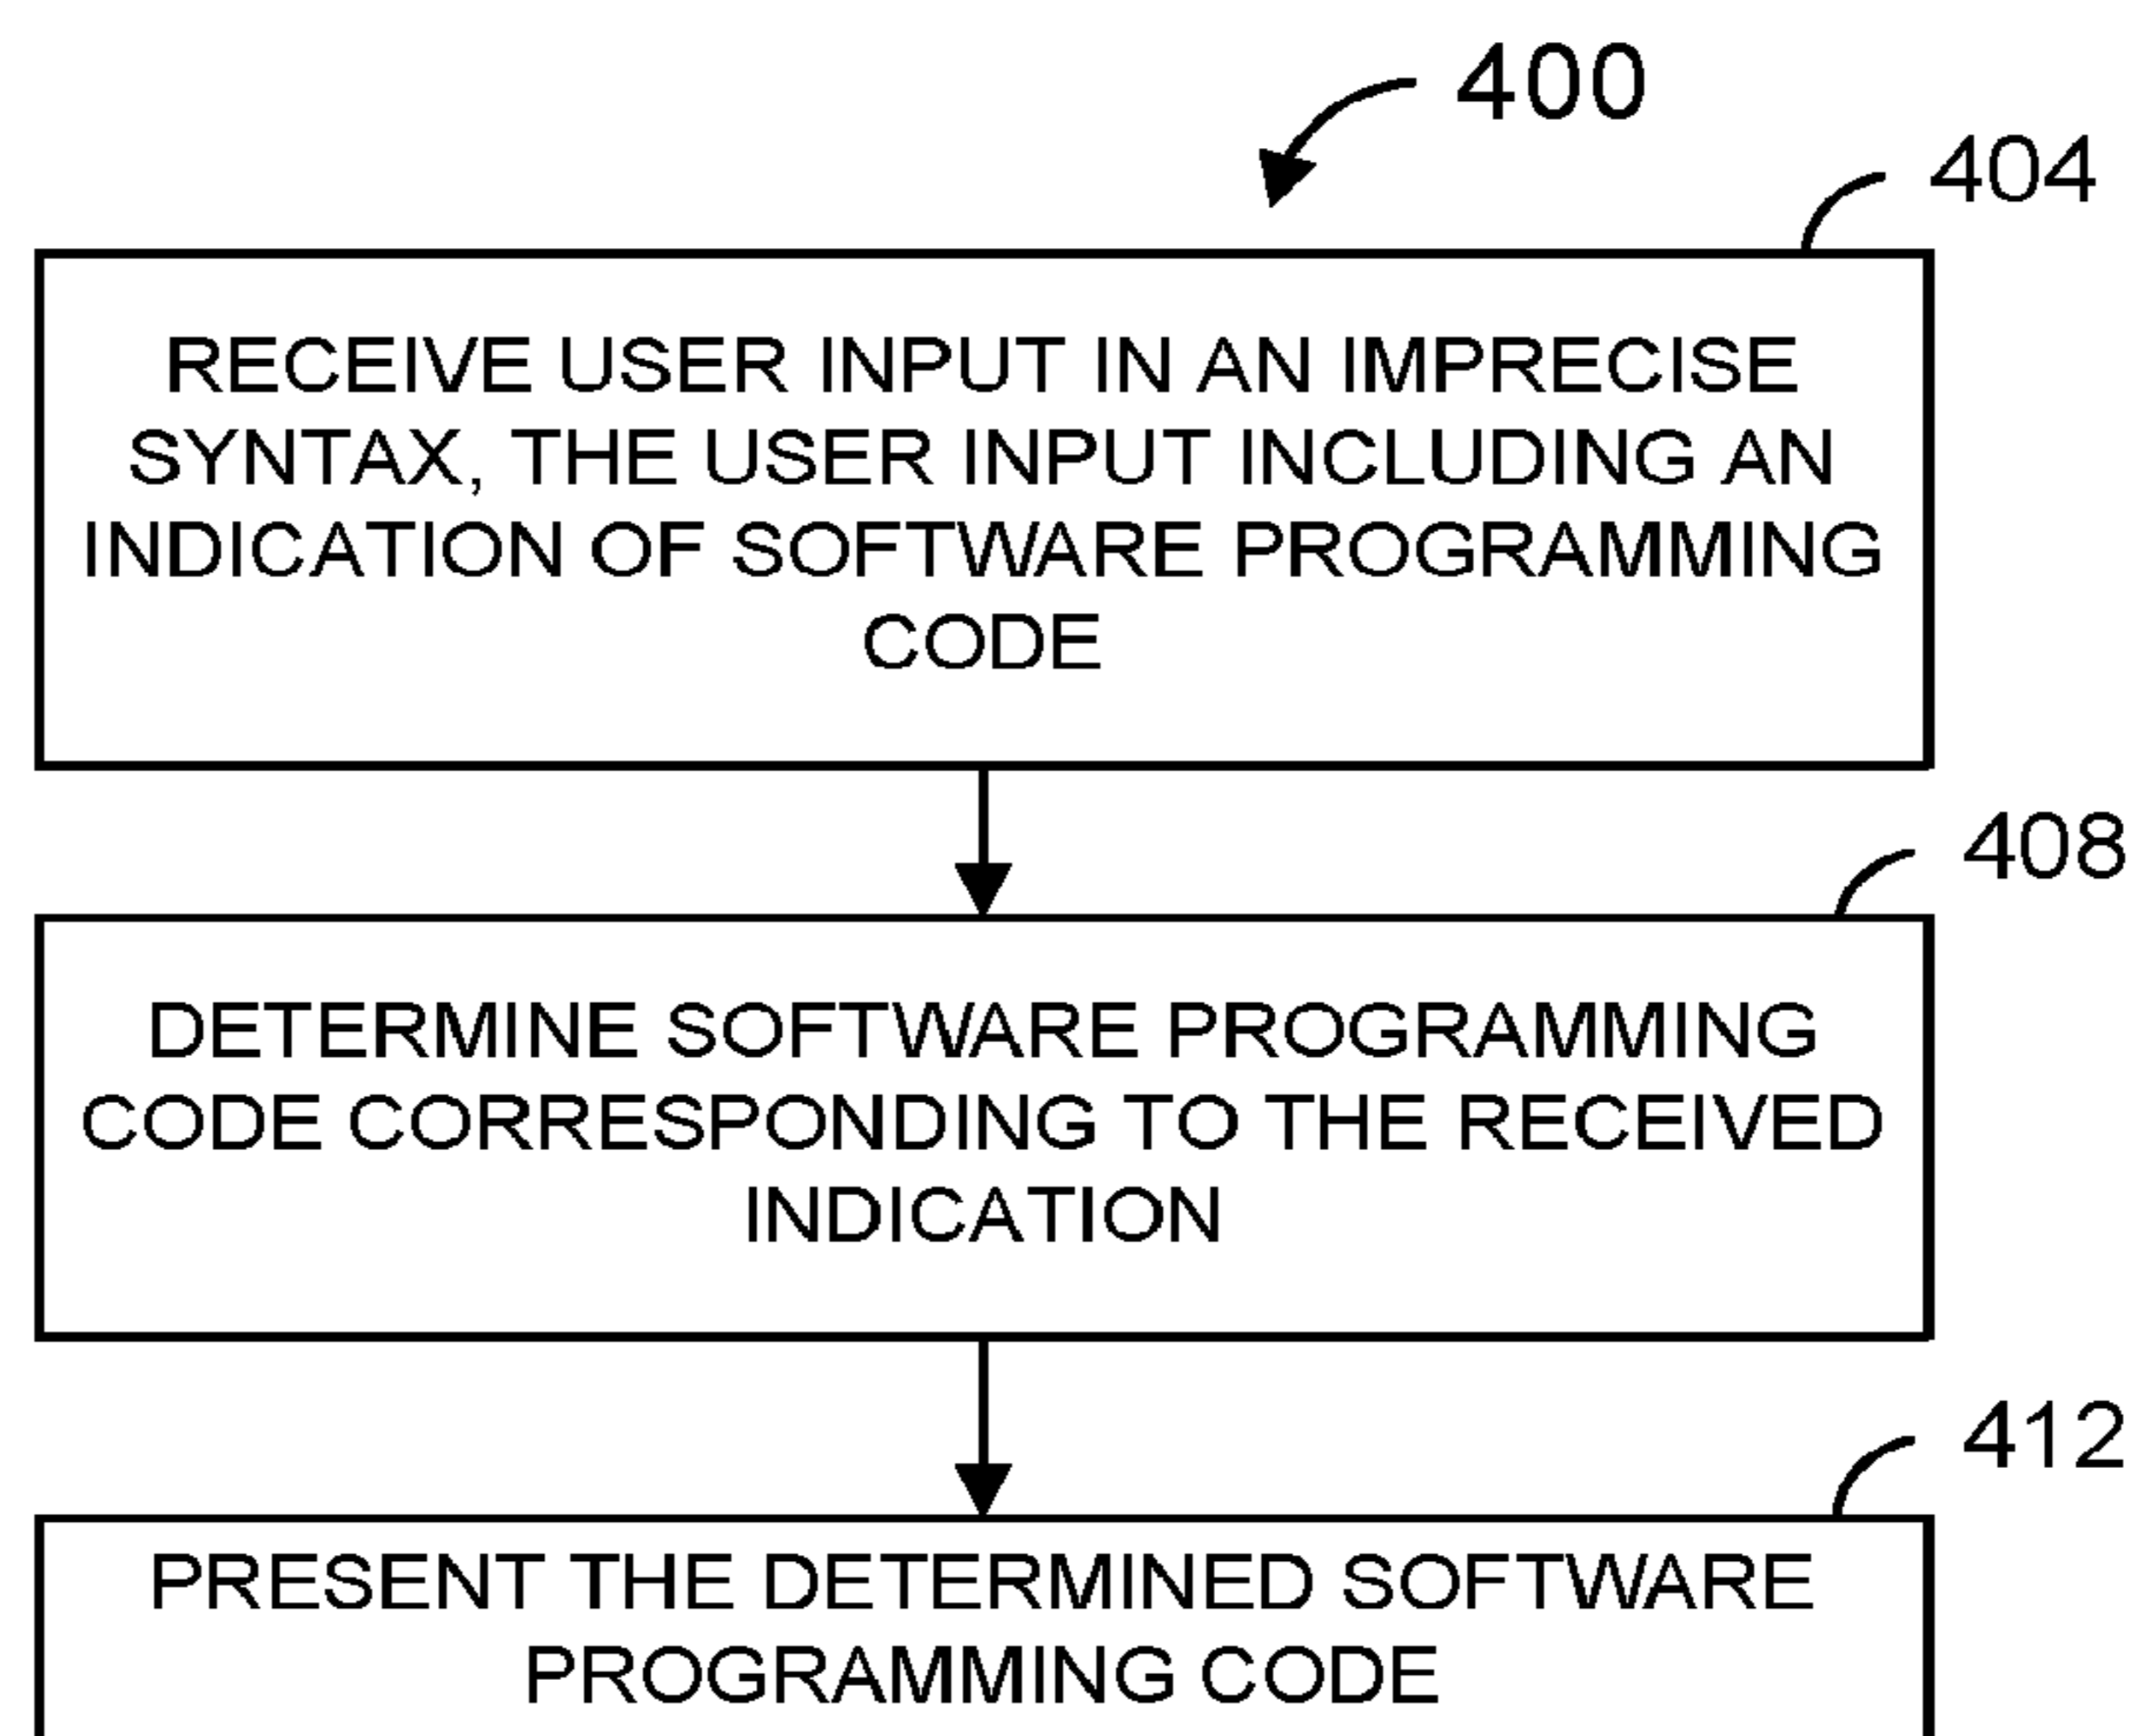 400
404
RECEIVE USER INPUT IN AN IMPRECISE
SYNTAX, THE USER INPUT INCLUDING AN
INDICATION OF SOFTWARE PROGRAMMING
CODE
408
DETERMINE SOFTWARE PROGRAMMING
CODE CORRESPONDING TO THE RECEIVED
INDICATION
412
PRESENT THE DETERMINED SOFTWARE
PROGRAMMING CODE